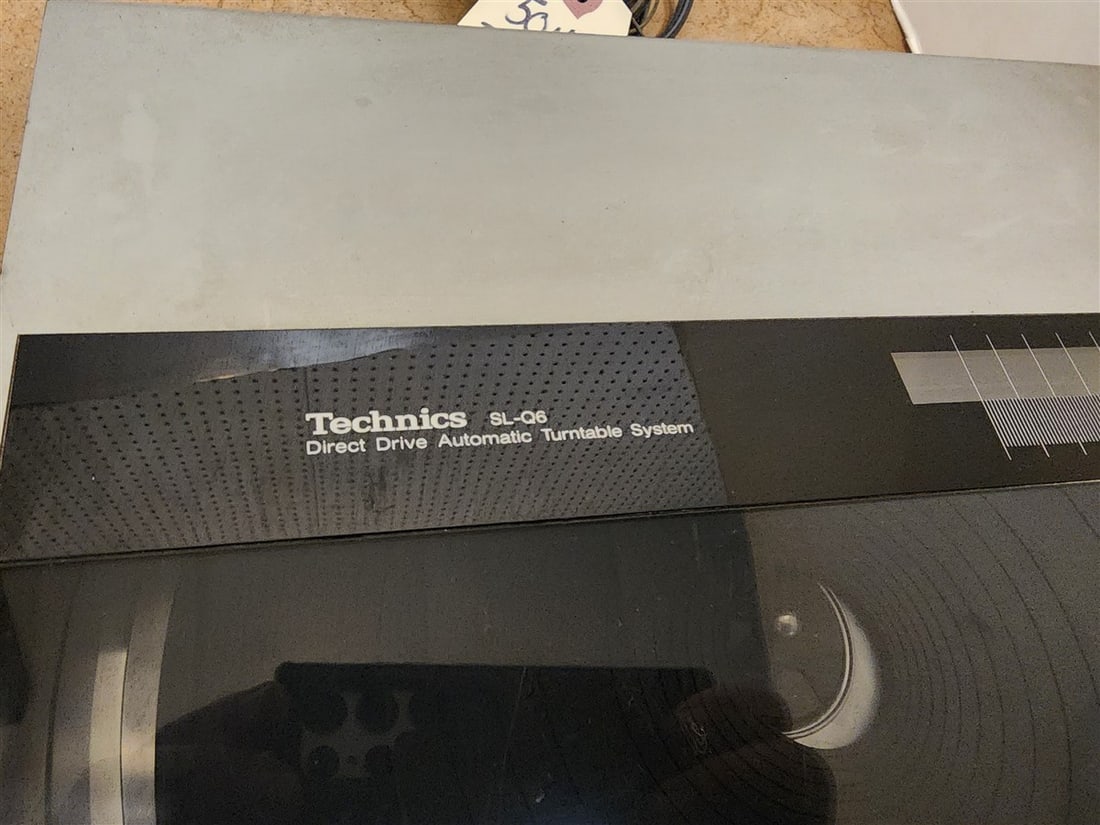 Technics SL-Q6
Direct Drive Automatic Turntable System